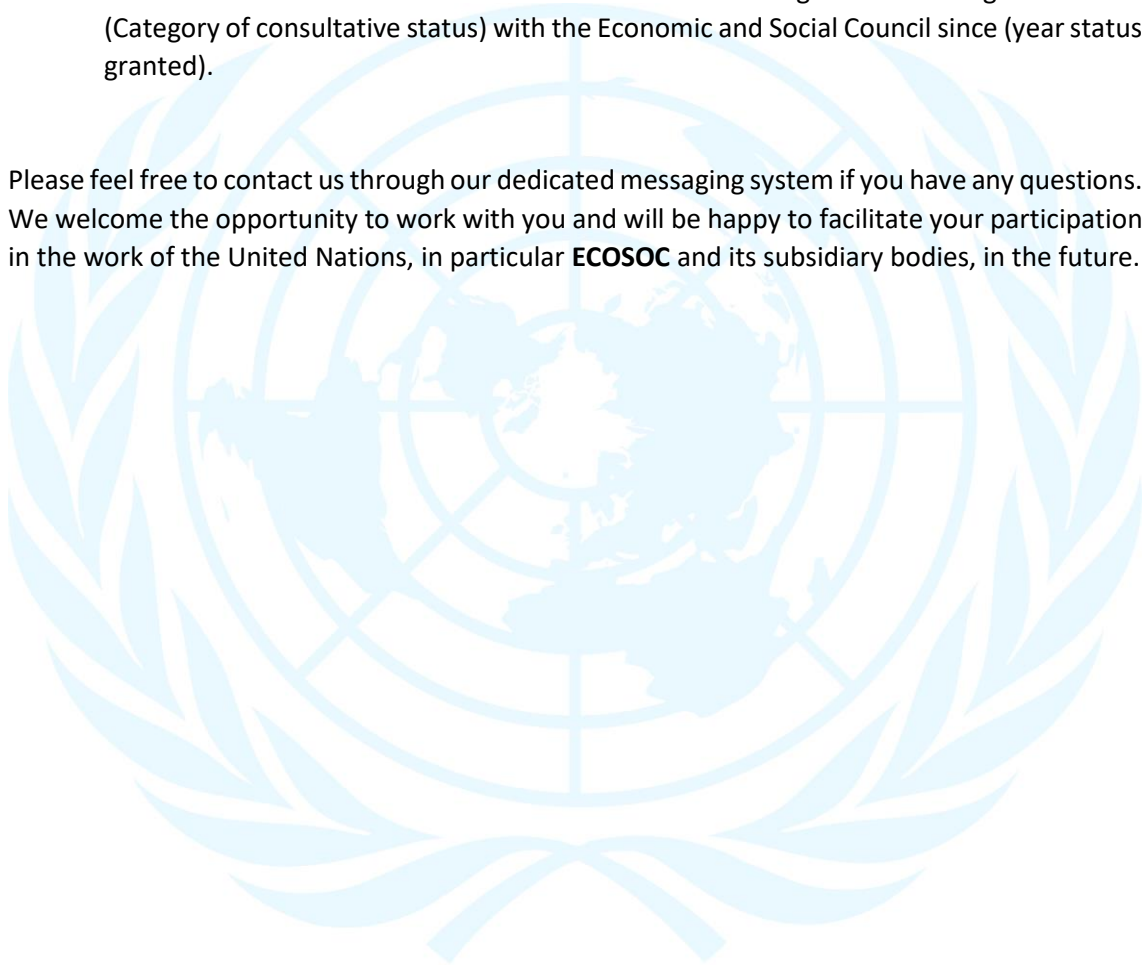 (Category of consultative status) with the Economic and Social Council since (year status
granted).
Please feel free to contact us through our dedicated messaging system if you have any questions.
We welcome the opportunity to work with you and will be happy to facilitate your participation
in the work of the United Nations, in particular ECOSOC and its subsidiary bodies, in the future.